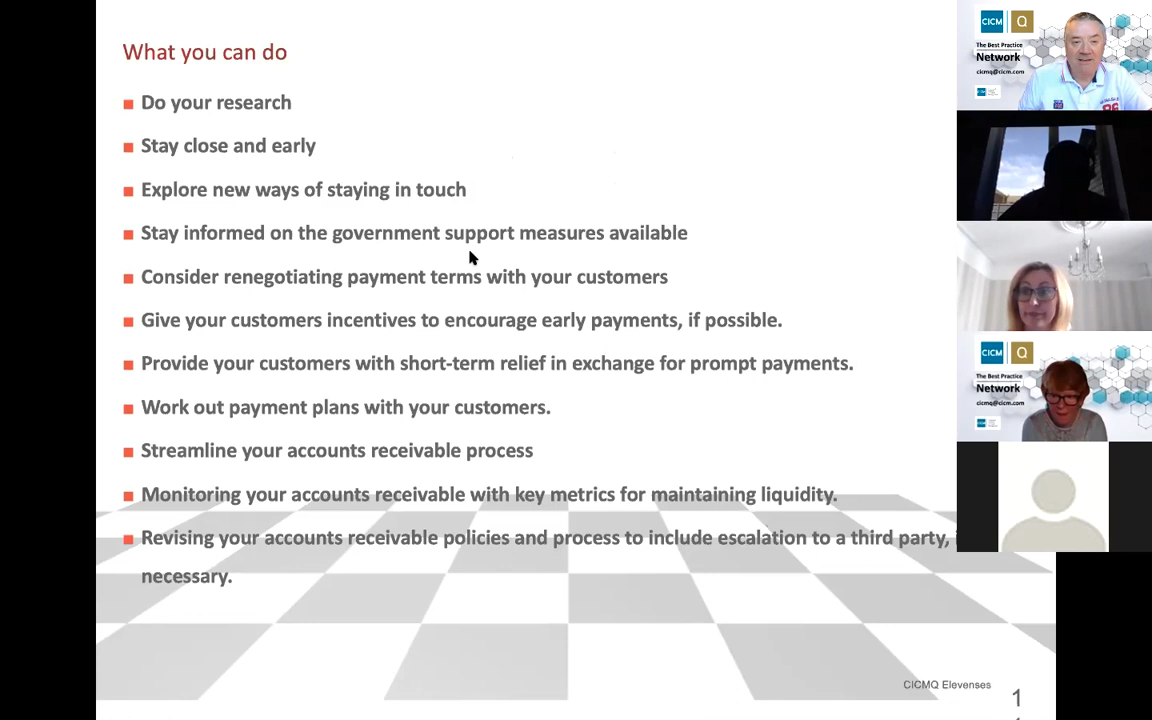 What you can do
Do your research
Stay close and early
Explore new ways of staying in touch
Stay informed on the government support measures available
Consider renegotiating payment terms with your customers
Give your customers incentives to encourage early payments, if possible.
Provide your customers with short-term relief in exchange for prompt payments.
Work out payment plans with your customers.
Streamline your accounts receivable process
Monitoring your accounts receivable with key metrics for maintaining liquidity.
Revising your accounts receivable policies and process to include escalation to a third party,
necessary.
CICMQ Elevenses
1
CICM Q
The Best Practice
Network
cicmq@cicm.com
CICM Q
The Best Practice
Network
cicmq@cicm.com